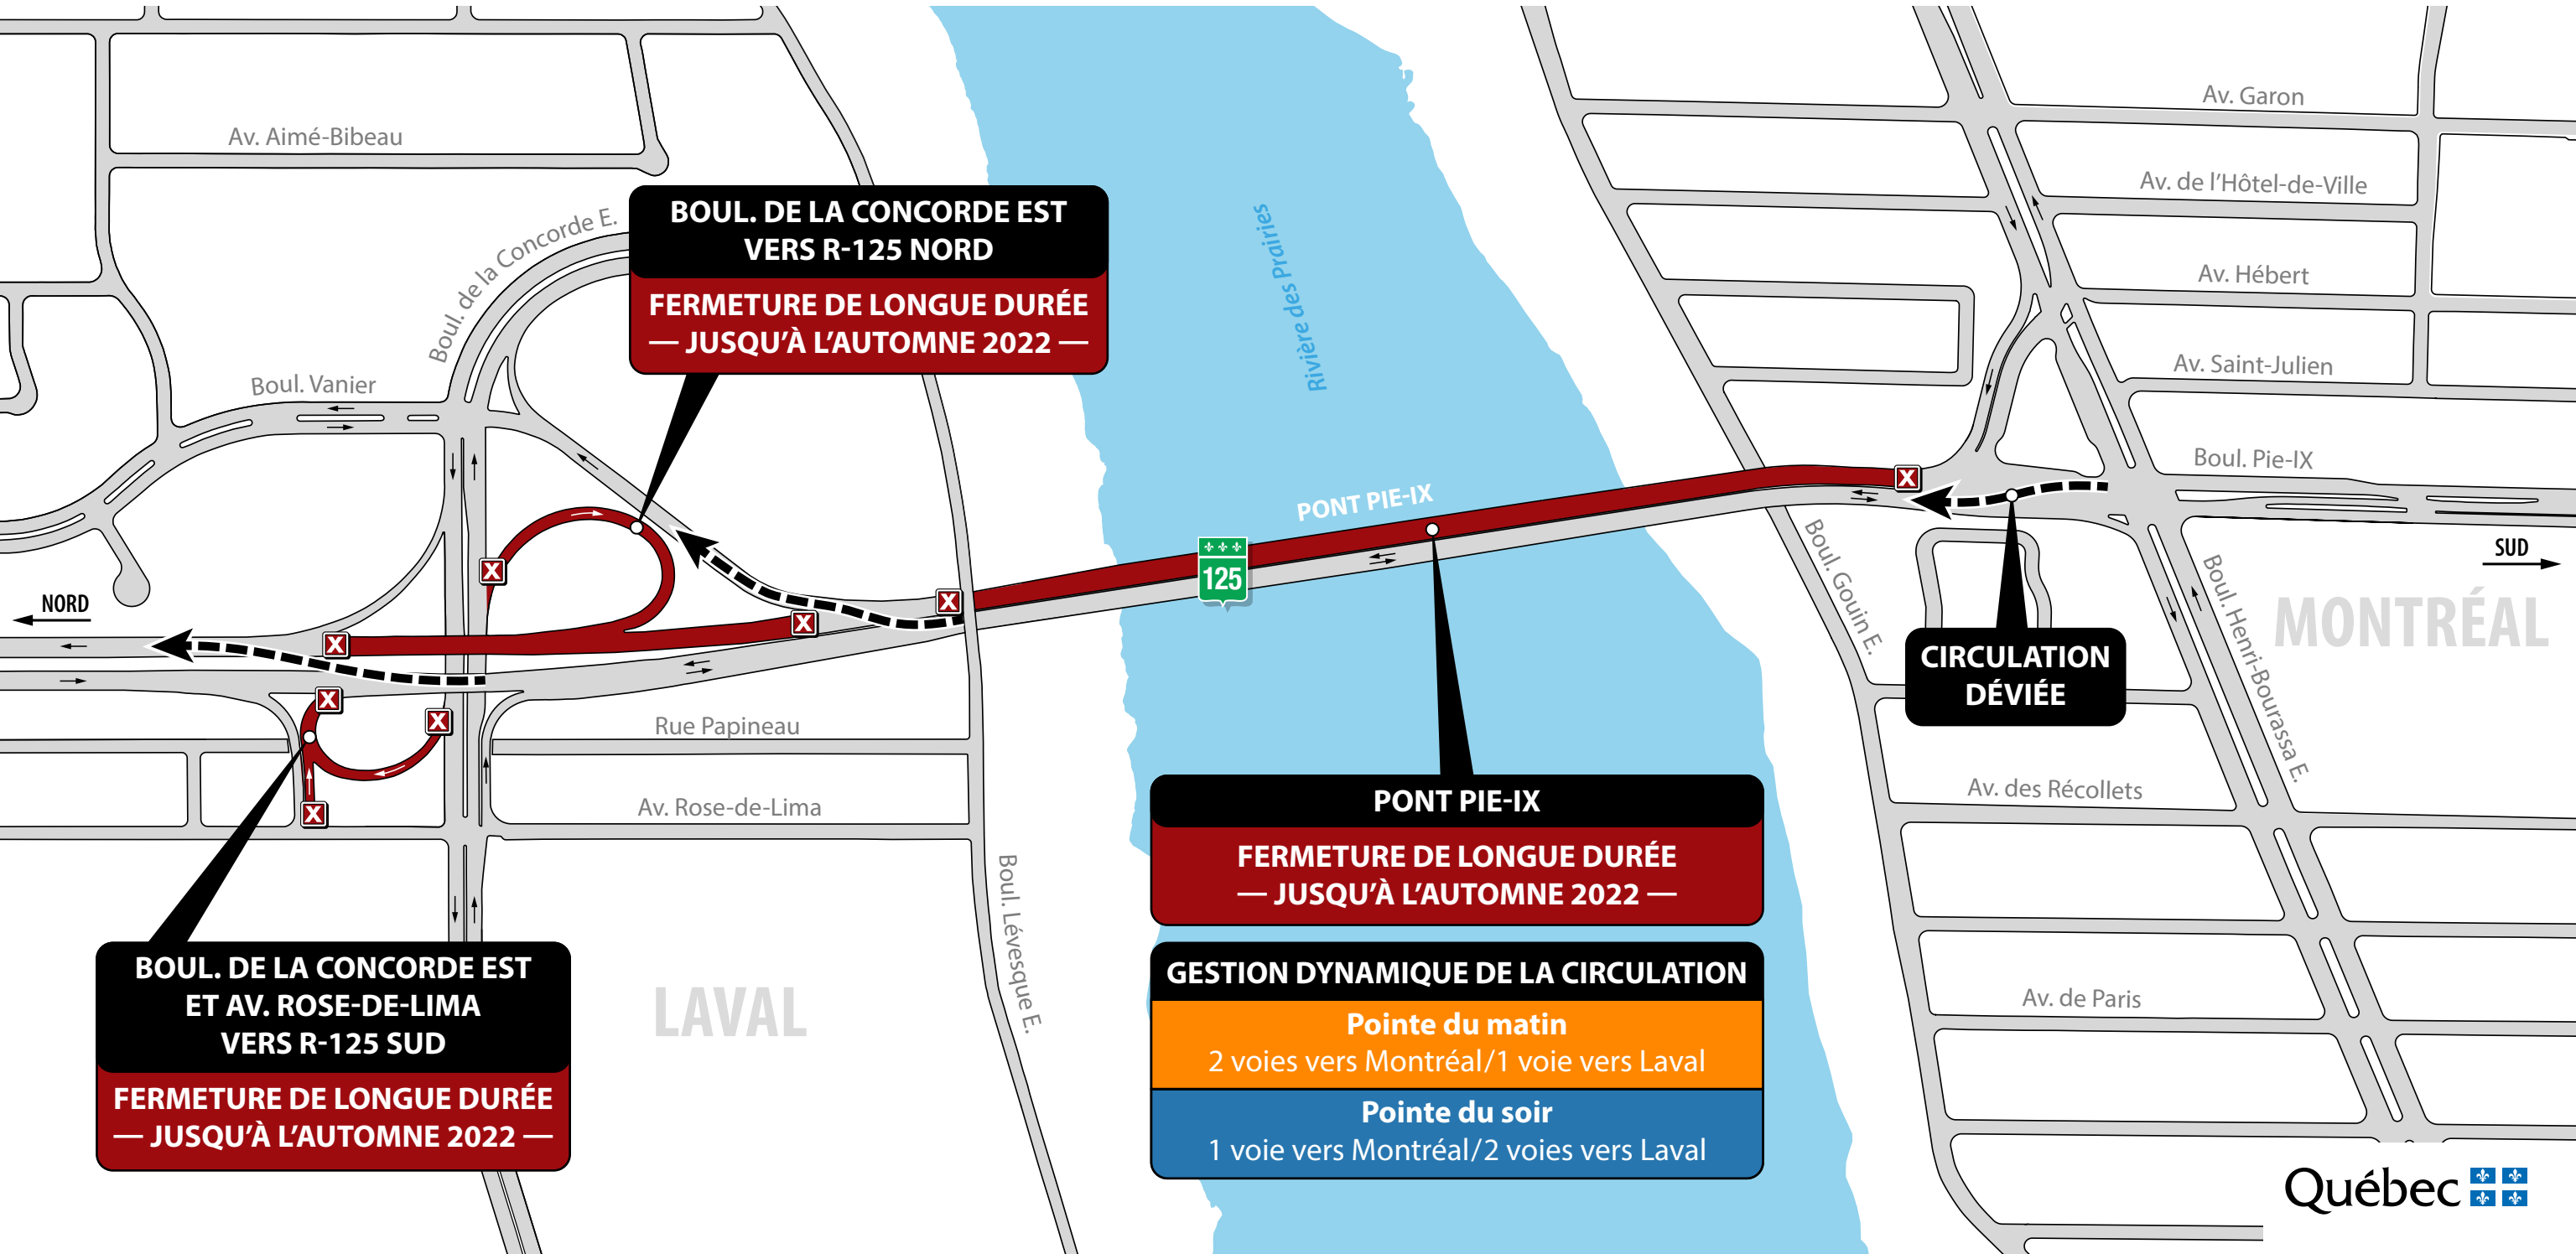 Av. Garon
Av. Aimé-Bibeau
Av. de l'Hôtel-de-Ville
BOUL. DE LA CONCORDE EST
VERS R-125 NORD
FERMETURE DE LONGUE DURÉE
— JUSQU'À L'AUTOMNE 2022 —
Boul. de la Concorde E.
Rivière des Prairies
Av. Hébert
Av. Saint-Julien
Boul. Vanier
Boul. Pie-IX
X
PONT PIE-IX
125
X
X
X
X
NORD
SUD
Boul. Gouin E.
Boul. Henri-Bourassa E.
MONTRÉAL
CIRCULATION
DÉVIÉE
X
X
X
Rue Papineau
Av. Rose-de-Lima
Av. des Récollets
PONT PIE-IX
FERMETURE DE LONGUE DURÉE
— JUSQU'À L'AUTOMNE 2022 —
Boul. Lévesque E.
BOUL. DE LA CONCORDE EST
ET AV. ROSE-DE-LIMA
VERS R-125 SUD
FERMETURE DE LONGUE DURÉE
— JUSQU'À L'AUTOMNE 2022 —
LAVAL
GESTION DYNAMIQUE DE LA CIRCULATION
Pointe du matin
2 voies vers Montréal/1 voie vers Laval
Pointe du soir
1 voie vers Montréal/2 voies vers Laval
Av. de Paris
Québec